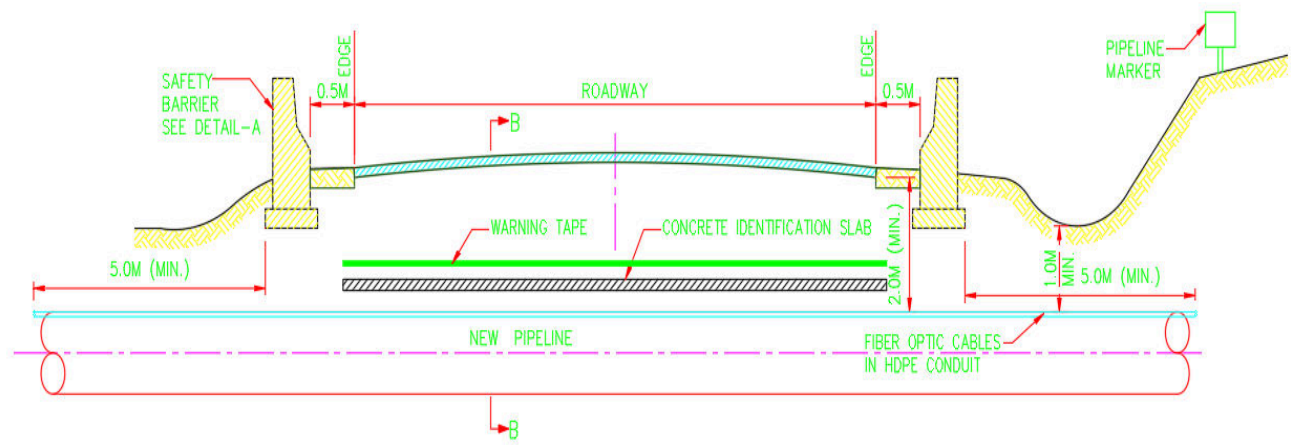 PIPELINE
MARKER
SAFETY
BARRIER
SEE DETAIL-A
0.5M
EDGE
ROADWAY
EDGE
0.5M
B
WARNING TAPE
CONCRETE IDENTIFICATION SLAB
5.0M (MIN.)
2.0M (MIN.)
1.0M
MIN.
5.0M (MIN.)
NEW PIPELINE
FIBER OPTIC CABLES
IN HDPE CONDUIT
B